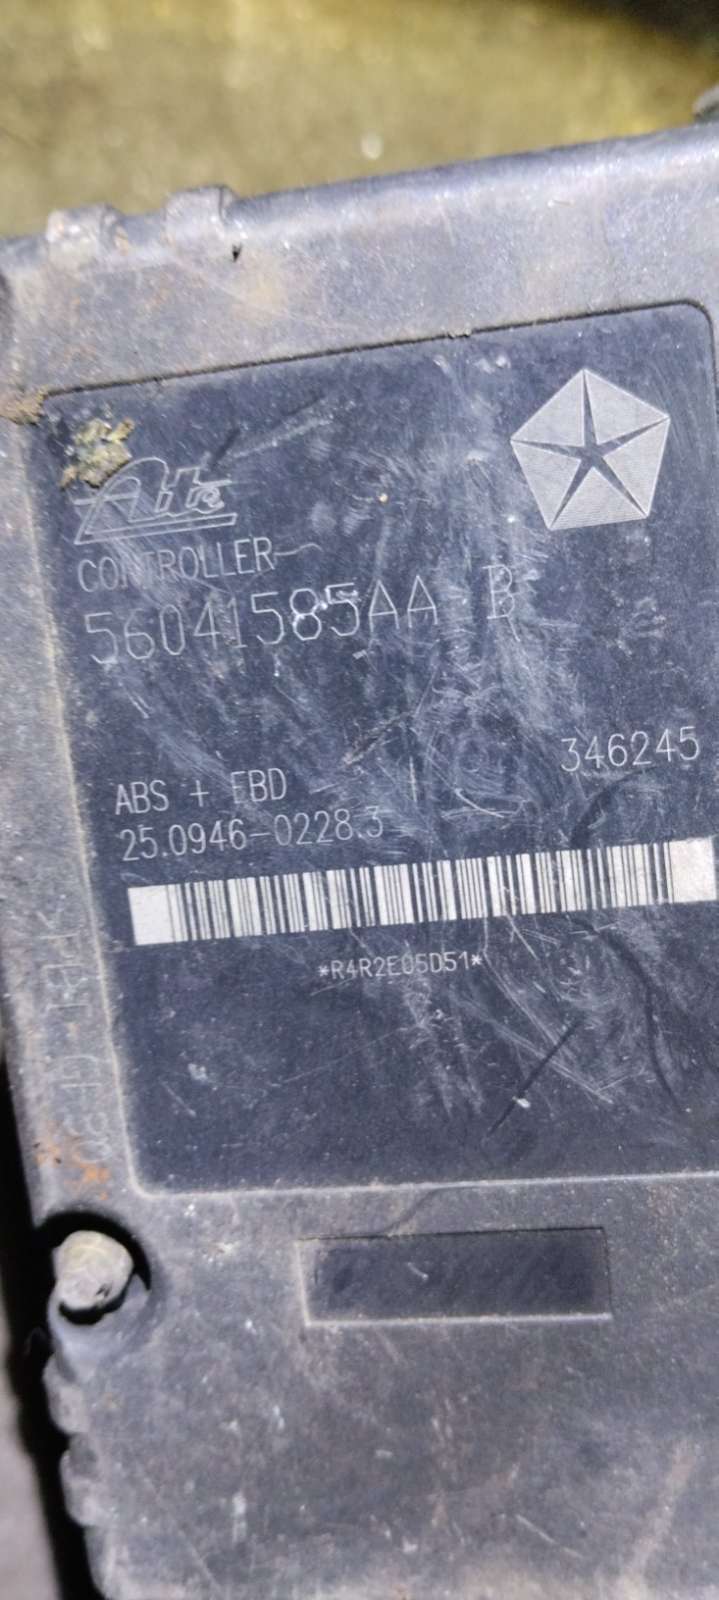 Ate
CONTROLLER
56041585AA B
346245
ABS + EBD
25.0946-0228.3
*R4R2E05D51*